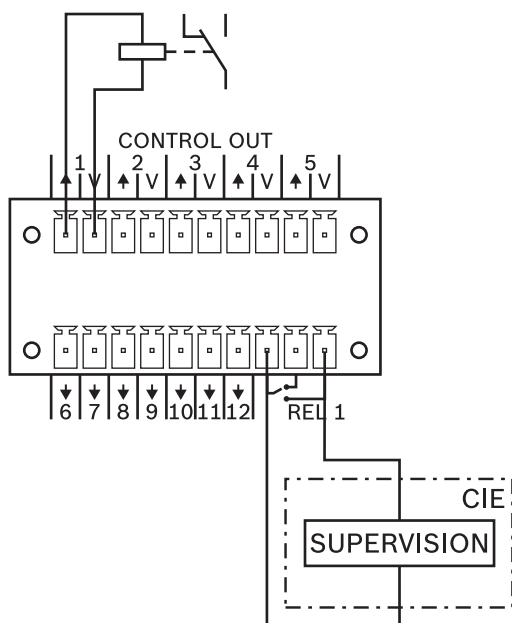 CONTROL OUT
1 2 3 4 5
V V V V V
6 7 8 9 10 11 12 REL 1
CIE
SUPERVISION